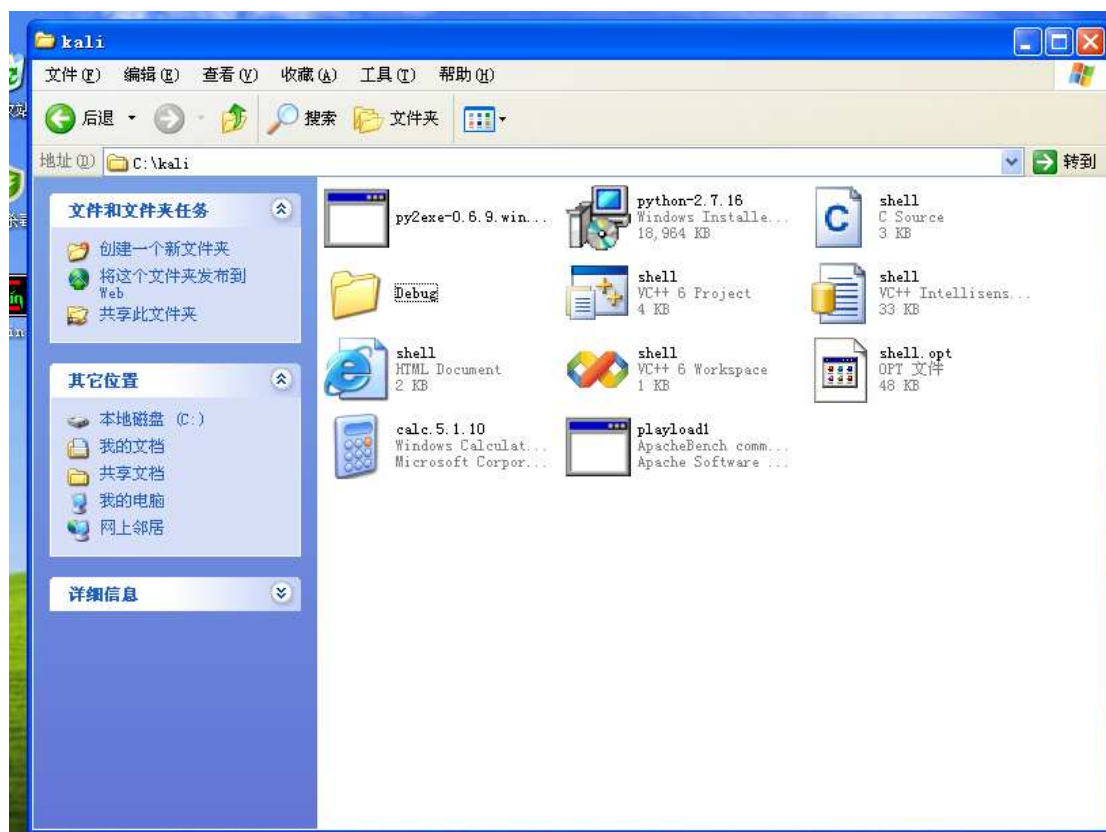 kali
文件(F) 编辑(E) 查看(V) 收藏(A) 工具(T) 帮助(H)
后退 搜索 文件夹
地址(D) C:\kali 转到
文件和文件夹任务
创建一个新文件夹
将这个文件夹发布到
Web
共享此文件夹
其它位置
本地磁盘 (C:)
我的文档
共享文档
我的电脑
网上邻居
详细信息
py2exe-0.6.9.win...
python-2.7.16
Windows Installe...
18,964 KB
shell
C Source
3 KB
Debug
shell
VC++ 6 Project
4 KB
shell
VC++ Intellisens...
33 KB
shell
HTML Document
2 KB
shell
VC++ 6 Workspace
1 KB
shell.opt
OPT 文件
48 KB
calc.5.1.10
Windows Calculat...
Microsoft Corpor...
playload1
ApacheBench comm...
Apache Software ...